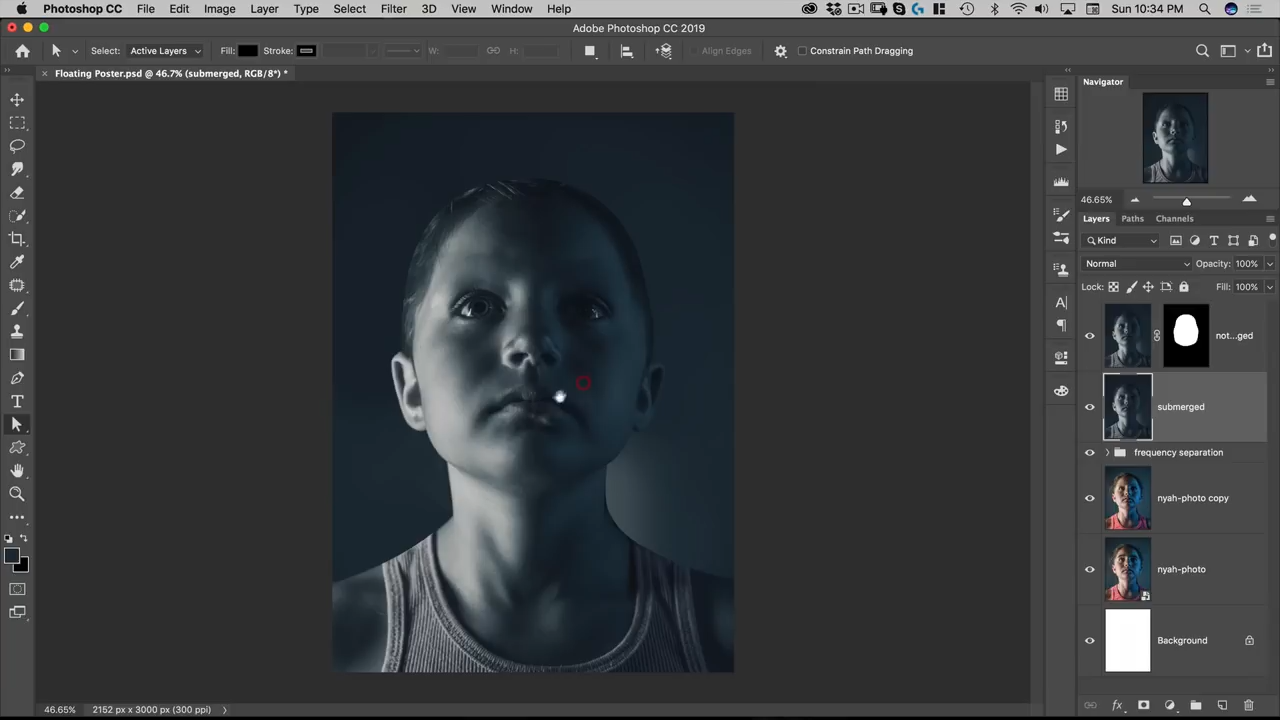 Photoshop CC File Edit Image Layer Type Select Filter 3D View Window Help Sun 10:34 PM
Adobe Photoshop CC 2019
Select: Active Layers Fill: Stroke: W: H: Align Edges Constrain Path Dragging
Floating Poster.psd @ 46.7% (submerged, RGB/8*) *
Navigator
46.65%
Layers Paths Channels
Kind
Normal Opacity: 100%
Lock: Fill: 100%
not...ged
submerged
frequency separation
nyah-photo copy
nyah-photo
Background
46.65% 2152 px x 3000 px (300 ppi)